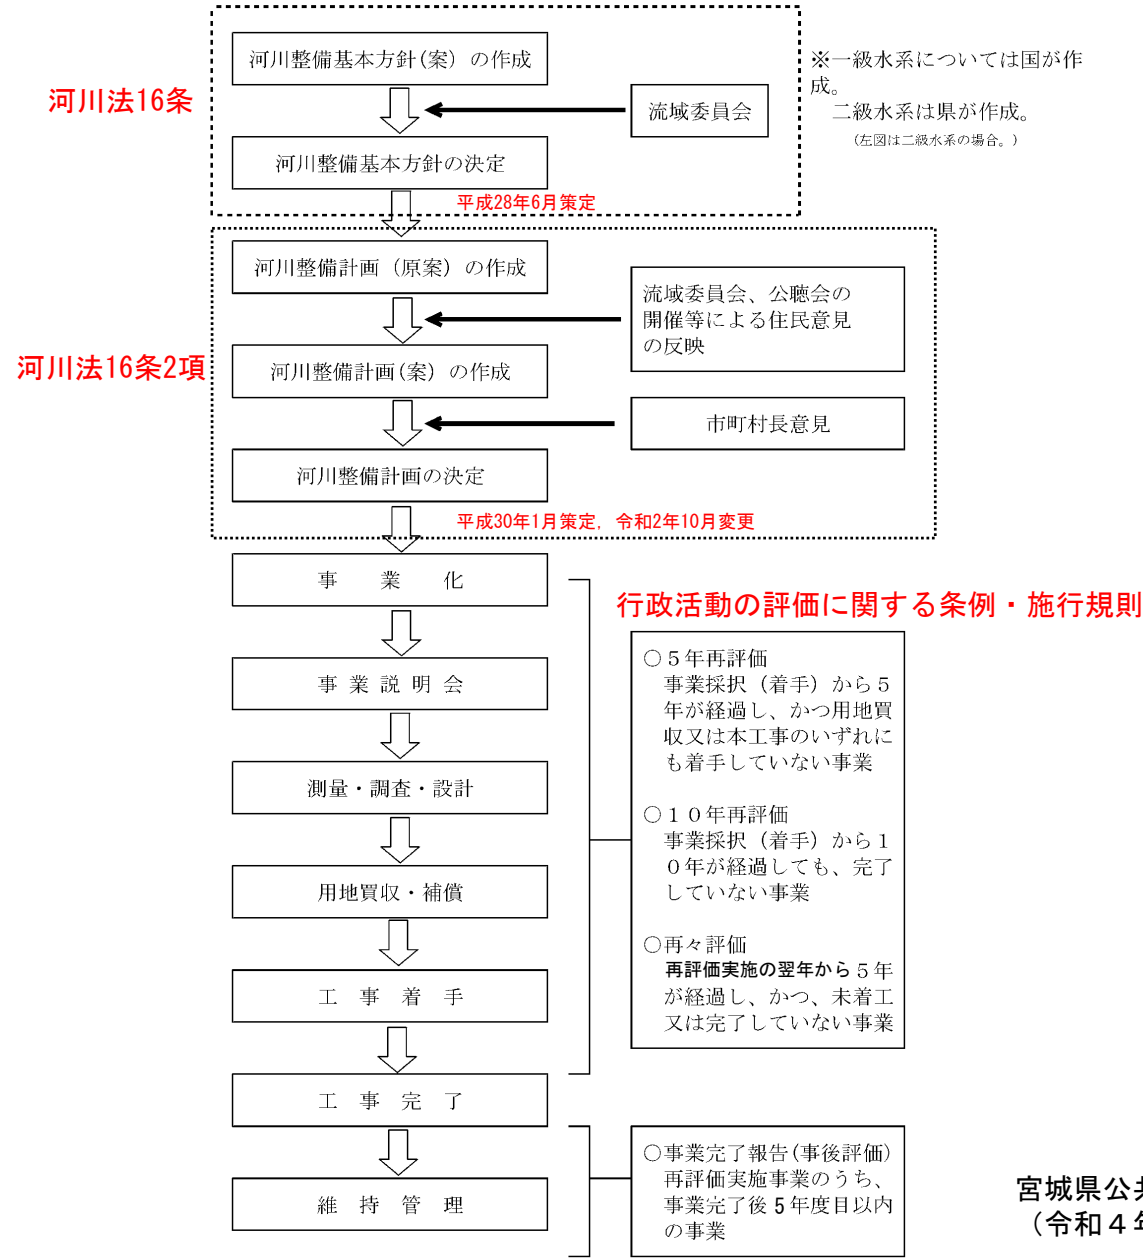 河川整備基本方針(案）の作成
※一級水系については国が作
成。
二級水系は県が作成。
(左図は二級水系の場合。)
河川法16条
流域委員会
河川整備基本方針の決定
平成28年6月策定
河川整備計画（原案）の作成
流域委員会、公聴会の
開催等による住民意見
の反映
河川法16条2項
河川整備計画(案）の作成
市町村長意見
河川整備計画の決定
平成30年1月策定，令和2年10月変更
事　業　化
行政活動の評価に関する条例・施行規則
事業説明会
測量・調査・設計
用地買収・補償
工事着手
工事完了
維持管理
○５年再評価
事業採択（着手）から５
年が経過し、かつ用地買
収又は本工事のいずれに
も着手していない事業
○１０年再評価
事業採択（着手）から１
０年が経過しても、完了
していない事業
○再々評価
再評価実施の翌年から５年
が経過し、かつ、未着工
又は完了していない事業
○事業完了報告(事後評価)
再評価実施事業のうち、
事業完了後５年度目以内
の事業
宮城県公
（令和４年